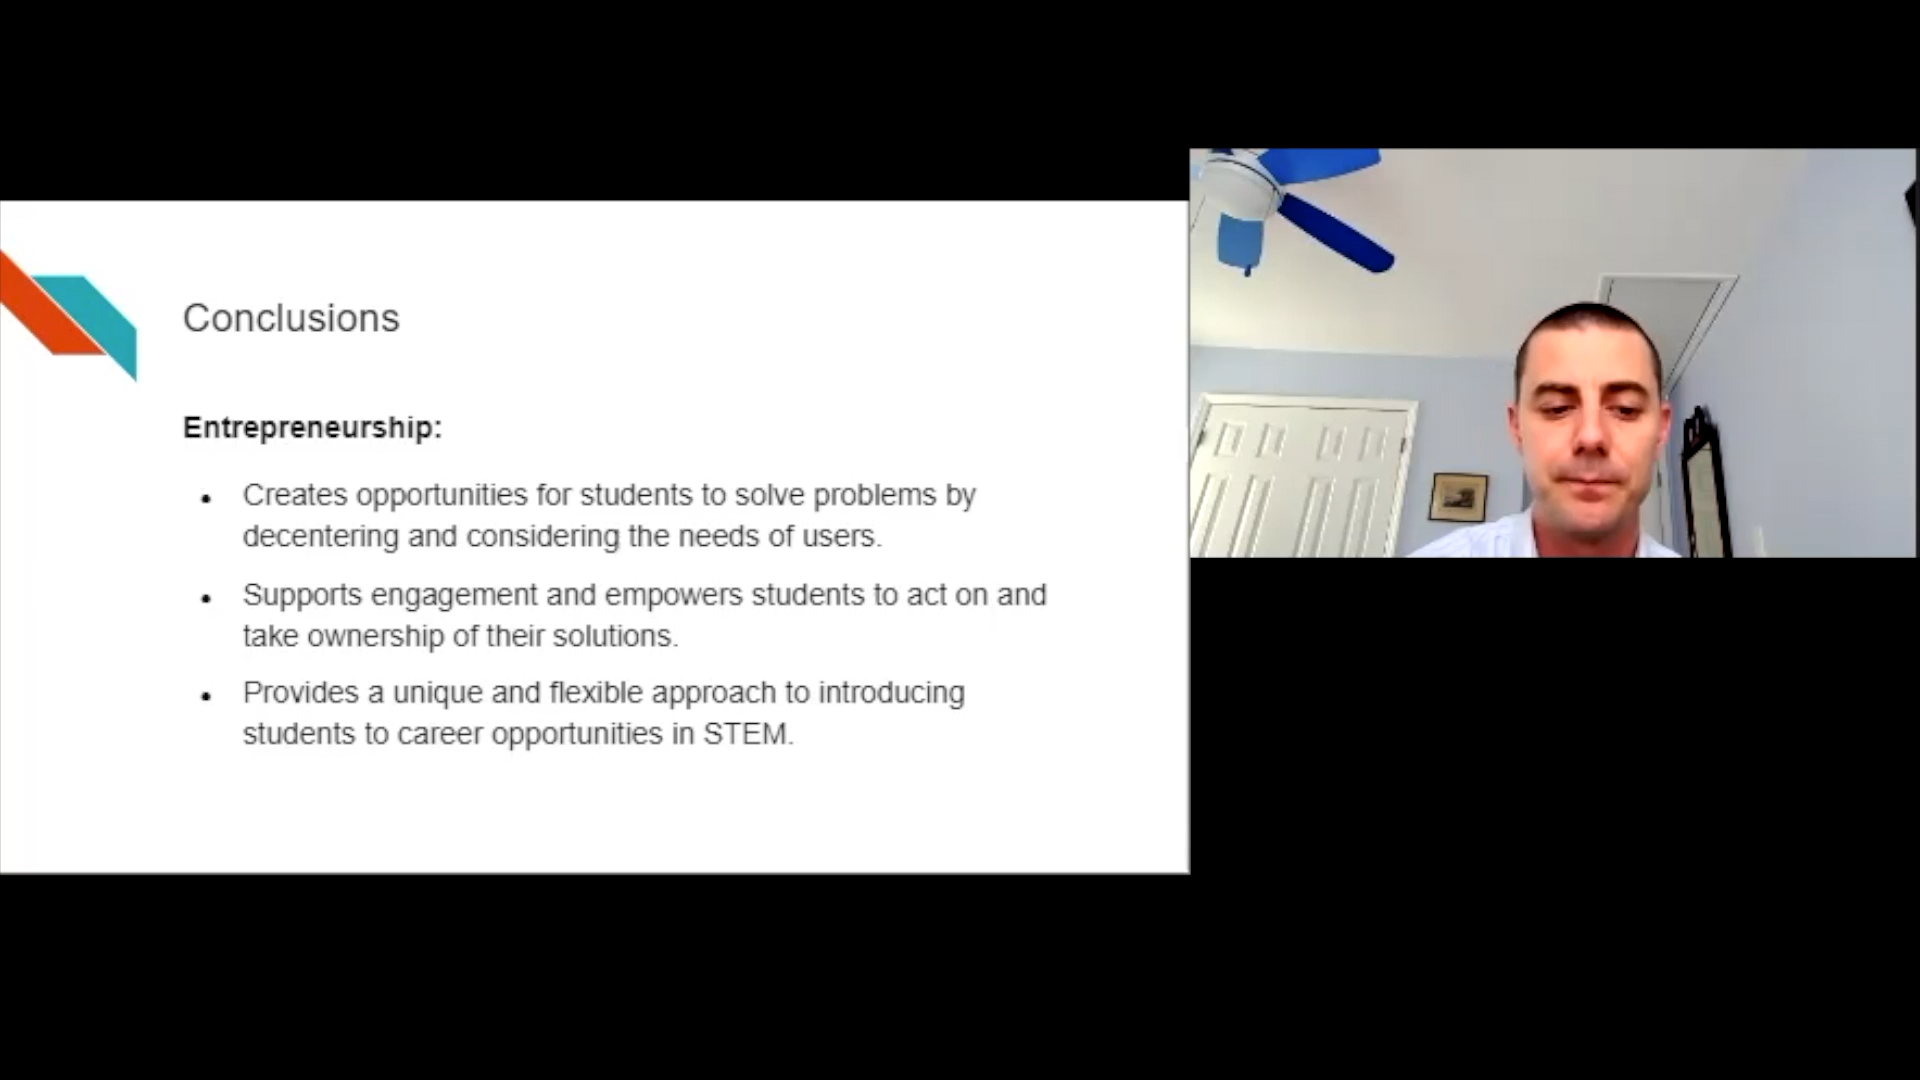 Conclusions
Entrepreneurship:
• Creates opportunities for students to solve problems by
decentering and considering the needs of users.
• Supports engagement and empowers students to act on and
take ownership of their solutions.
• Provides a unique and flexible approach to introducing
students to career opportunities in STEM.